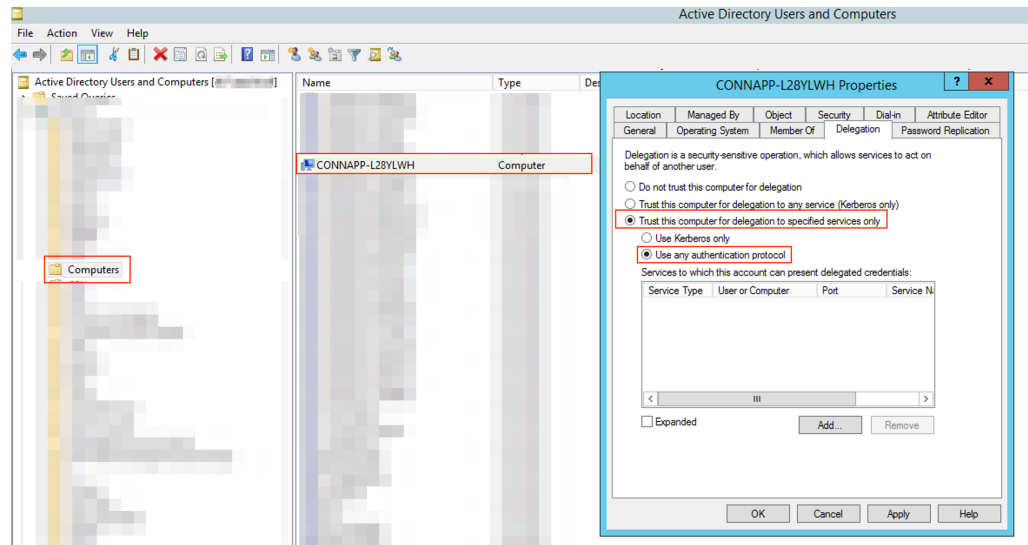 Active Directory Users and Computers
File Action View Help
Active Directory Users and Computers [
]
Saved Queries
Computers
Name Type Des
CONNAPP-L28YLWH Computer
CONNAPP-L28YLWH Properties
? x
Location Managed By Object Security Dial-in Attribute Editor
General Operating System Member Of Delegation Password Replication
Delegation is a security-sensitive operation, which allows services to act on
behalf of another user.
Do not trust this computer for delegation
Trust this computer for delegation to any service (Kerberos only)
Trust this computer for delegation to specified services only
Use Kerberos only
Use any authentication protocol
Services to which this account can present delegated credentials:
Service Type User or Computer Port Service Na
Expanded Add... Remove
OK Cancel Apply Help